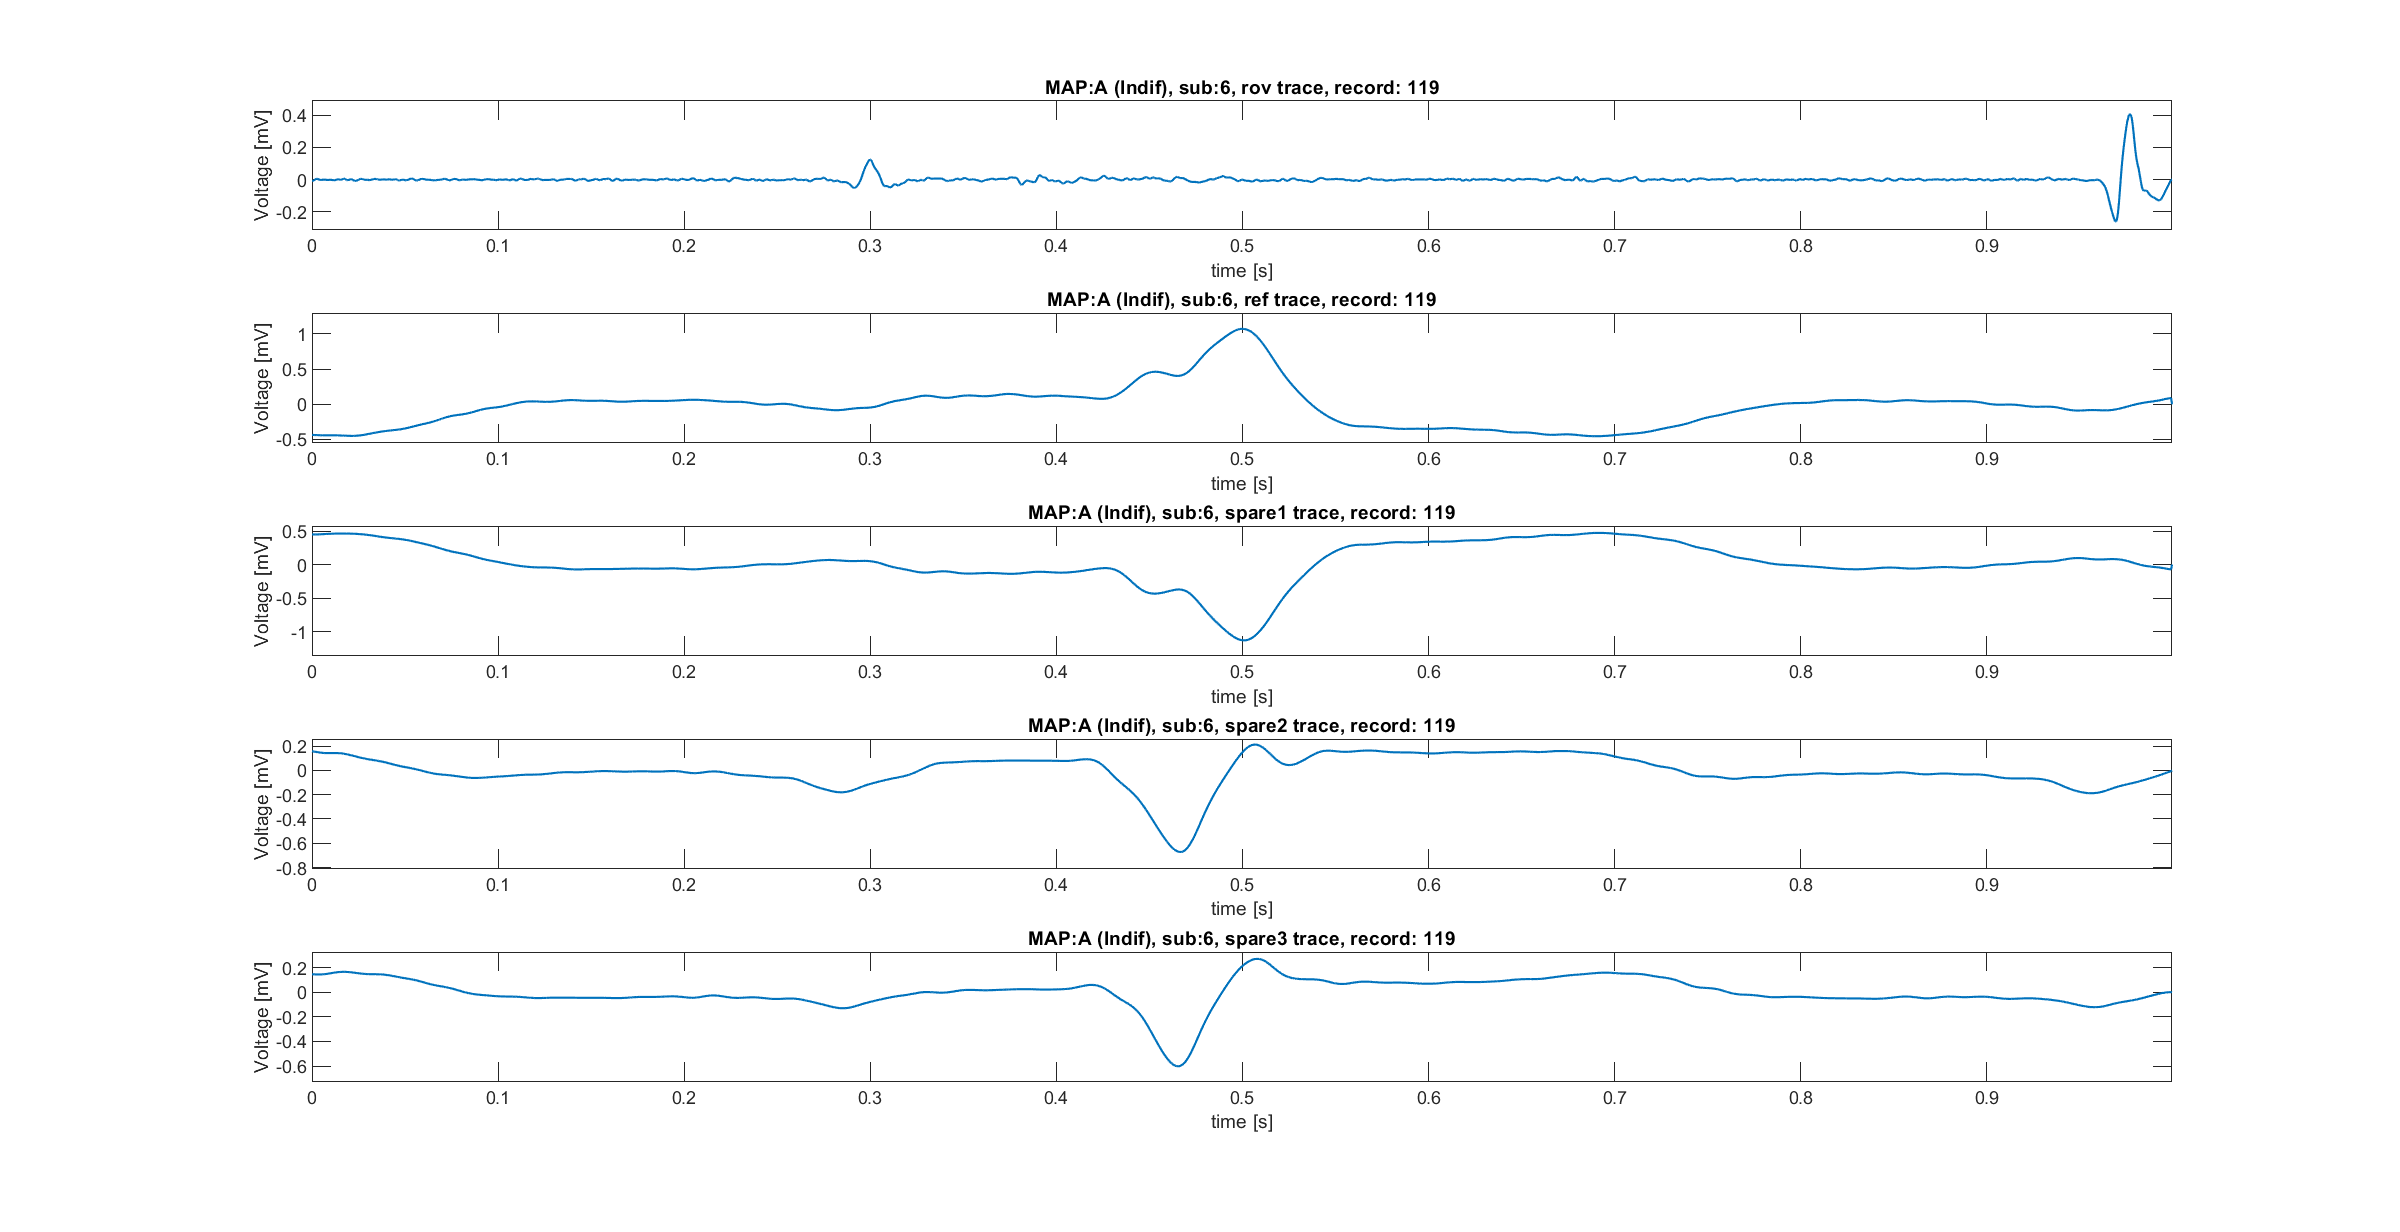 MAP:A (Indif), sub:6, rov trace, record: 119
Voltage [mV]
0.4
0.2
0
-0.2
0 0.1 0.2 0.3 0.4 0.5 0.6 0.7 0.8 0.9
time [s]
MAP:A (Indif), sub:6, ref trace, record: 119
Voltage [mV]
1
0.5
0
-0.5
0 0.1 0.2 0.3 0.4 0.5 0.6 0.7 0.8 0.9
time [s]
MAP:A (Indif), sub:6, spare1 trace, record: 119
Voltage [mV]
0.5
0
-0.5
-1
0 0.1 0.2 0.3 0.4 0.5 0.6 0.7 0.8 0.9
time [s]
MAP:A (Indif), sub:6, spare2 trace, record: 119
Voltage [mV]
0.2
0
-0.2
-0.4
-0.6
-0.8
0 0.1 0.2 0.3 0.4 0.5 0.6 0.7 0.8 0.9
time [s]
MAP:A (Indif), sub:6, spare3 trace, record: 119
Voltage [mV]
0.2
0
-0.2
-0.4
-0.6
0 0.1 0.2 0.3 0.4 0.5 0.6 0.7 0.8 0.9
time [s]